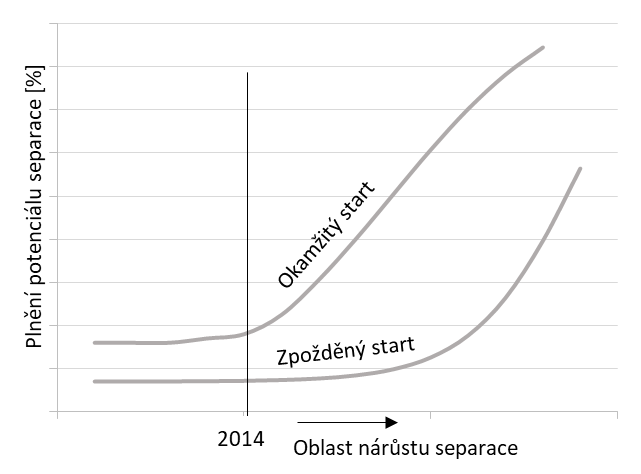 Plnění potenciálu separace [%]
Okamžitý start
Zpožděný start
2014
Oblast nárůstu separace